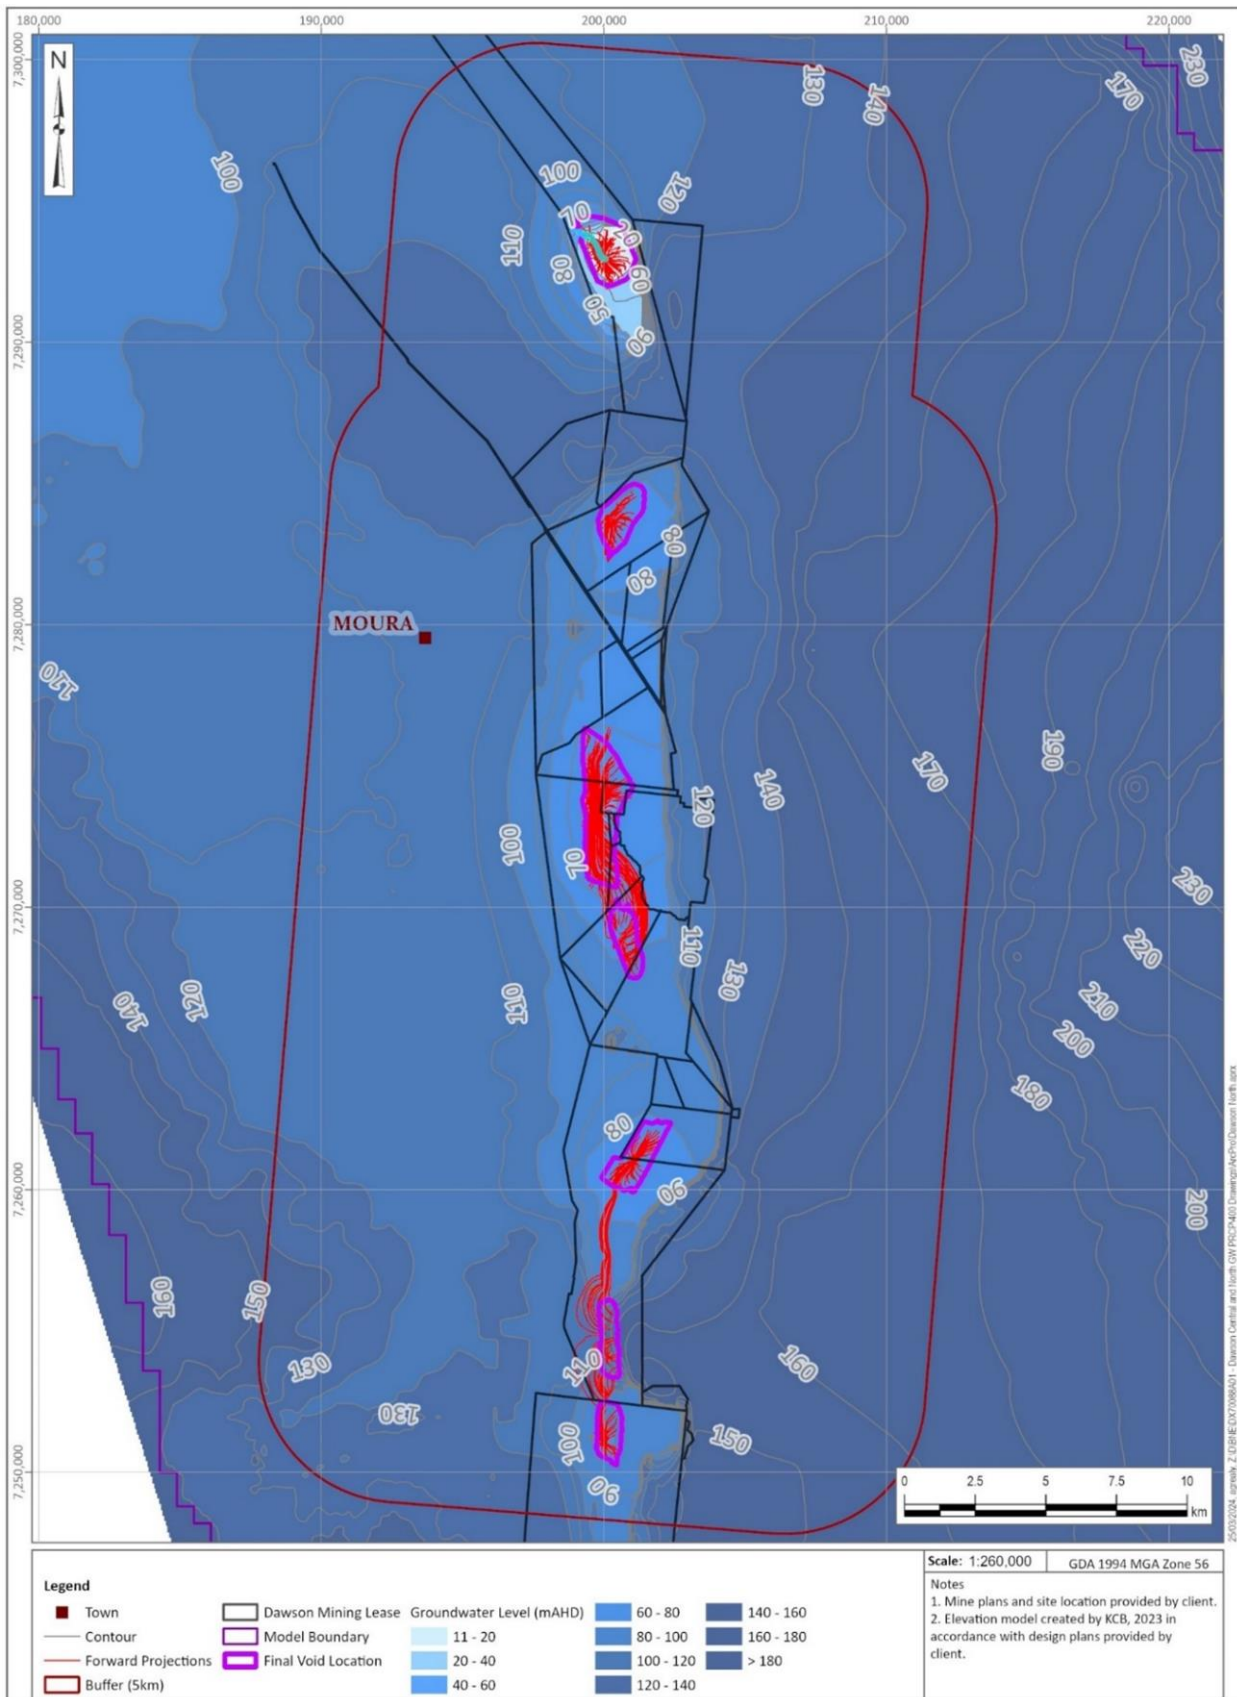 180,000
190,000
200,000
210,000
220,000
7,300,000
N
230
170
130
140
100
100
120
70
20
110
80
60
50
90
7,290,000
80
80
7,280,000
MOURA
110
190
170
140
120
100
70
7,270,000
230
220
110
130
120
140
110
210
200
180
80
7,260,000
90
200
160
150
110
160
130
130
100
150
7,250,000
90
0 2.5 5 7.5 10
km
Scale: 1:260,000
GDA 1994 MGA Zone 56
Legend
Town
Contour
Forward Projections
Buffer (5km)
Dawson Mining Lease
Model Boundary
Final Void Location
Groundwater Level (mAHD)
11 - 20
20 - 40
40 - 60
60 - 80
80 - 100
100 - 120
120 - 140
140 - 160
160 - 180
> 180
Notes
1. Mine plans and site location provided by client.
2. Elevation model created by KCB, 2023 in
accordance with design plans provided by
client.